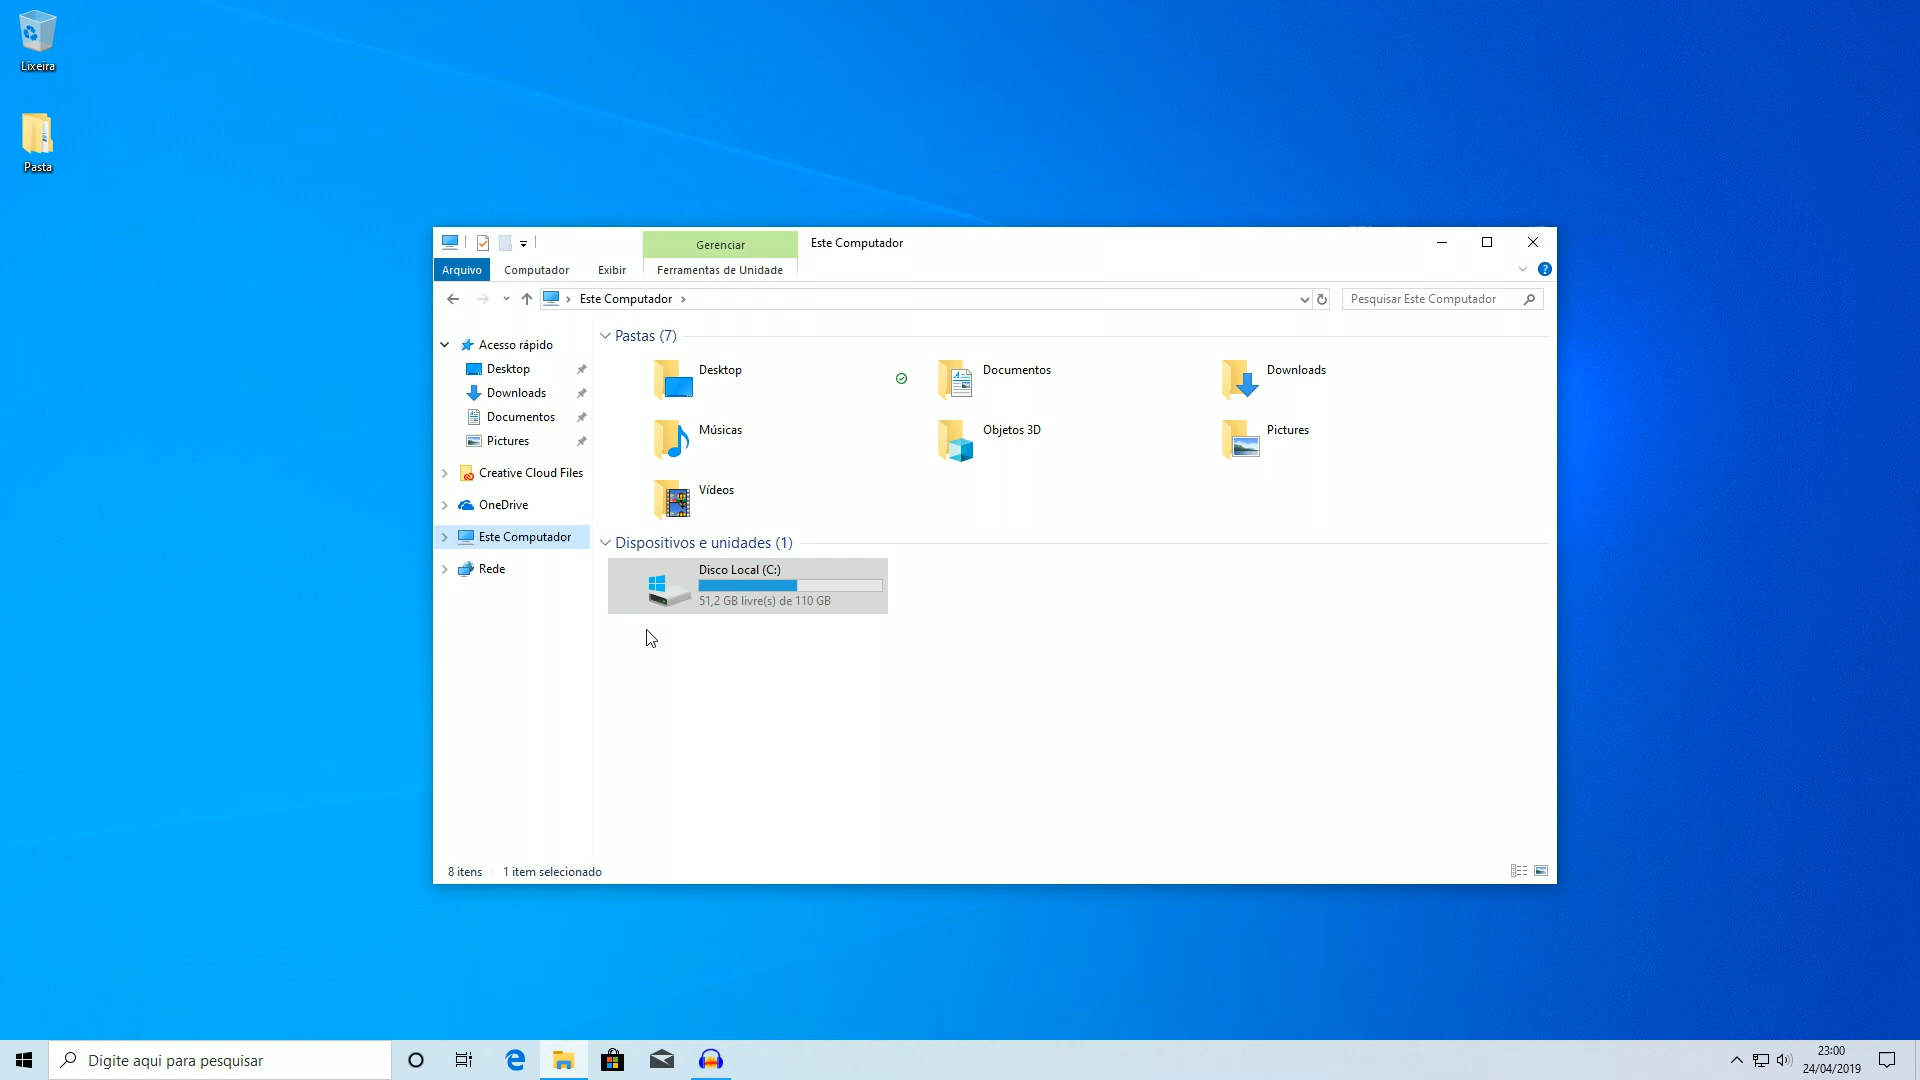 Lixeira
Pasta
Gerenciar
Este Computador
Arquivo
Computador
Exibir
Ferramentas de Unidade
Este Computador
Pesquisar Este Computador
Acesso rápido
Desktop
Downloads
Documentos
Pictures
Creative Cloud Files
OneDrive
Este Computador
Rede
Pastas (7)
Desktop
Documentos
Downloads
Músicas
Objetos 3D
Pictures
Vídeos
Dispositivos e unidades (1)
Disco Local (C:)
51,2 GB livre(s) de 110 GB
8 itens
1 item selecionado
Digite aqui para pesquisar
23:00
24/04/2019